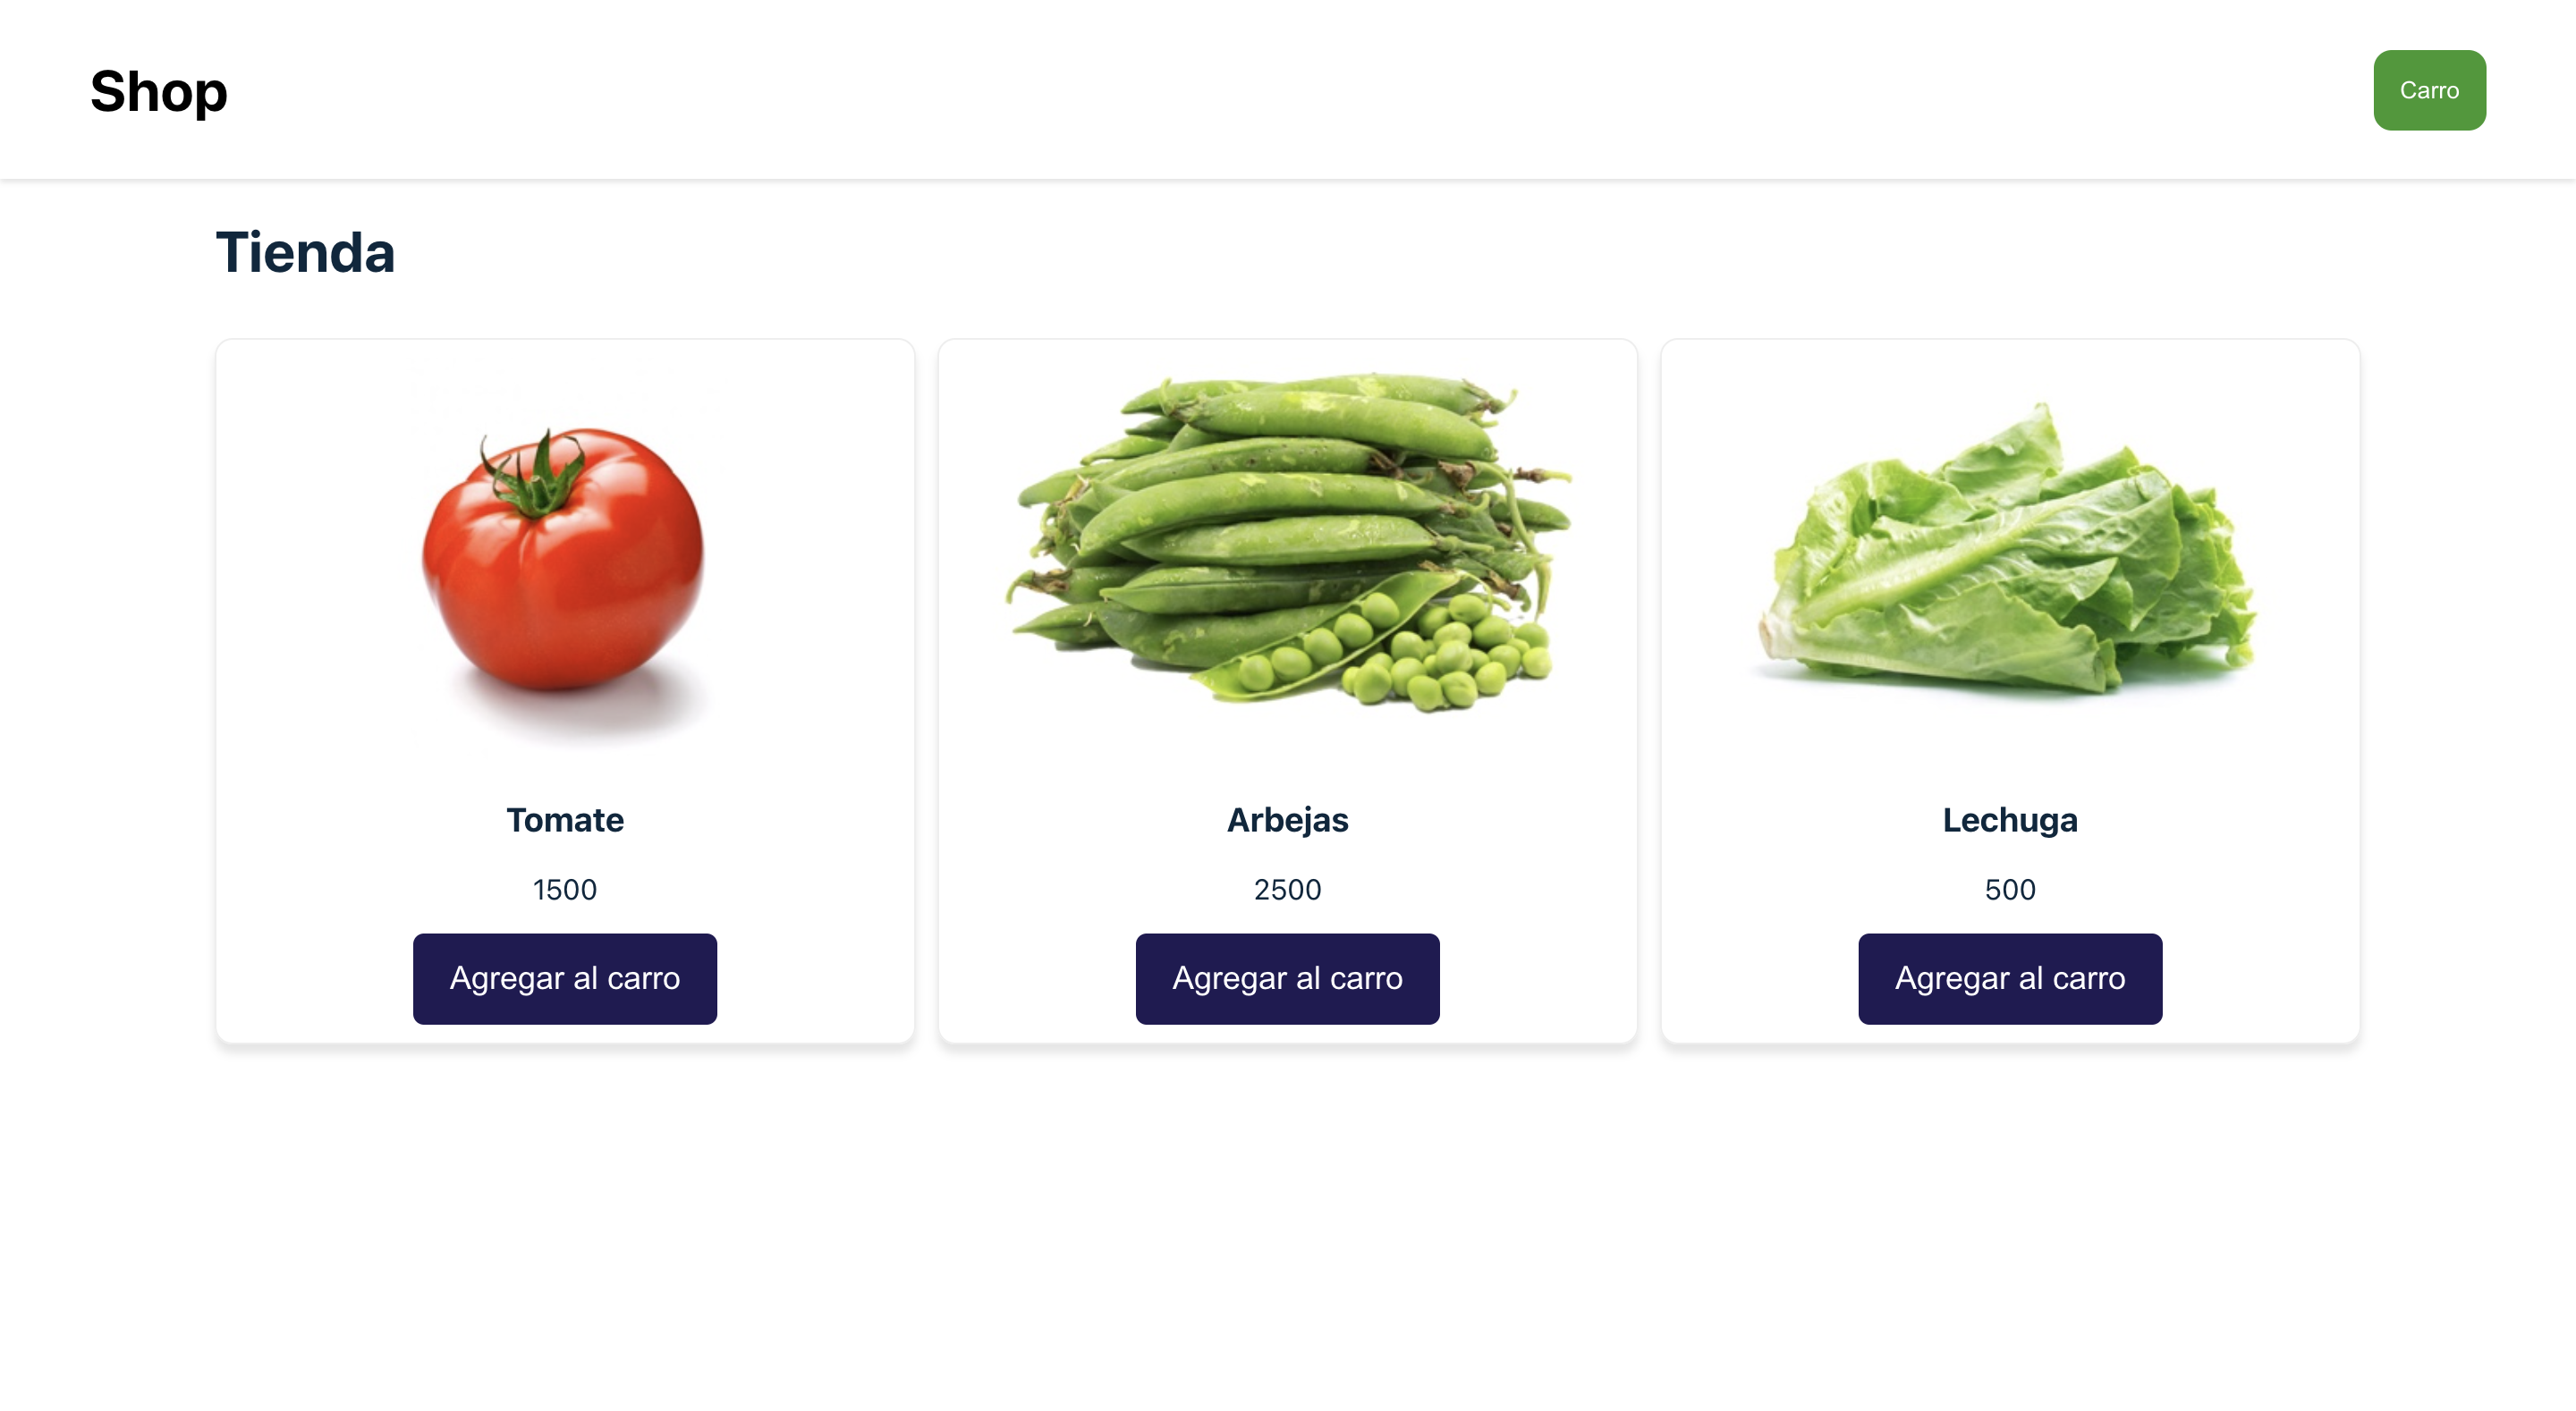 Shop
Carro
Tienda
Tomate
1500
Agregar al carro
Arbejas
2500
Agregar al carro
Lechuga
500
Agregar al carro